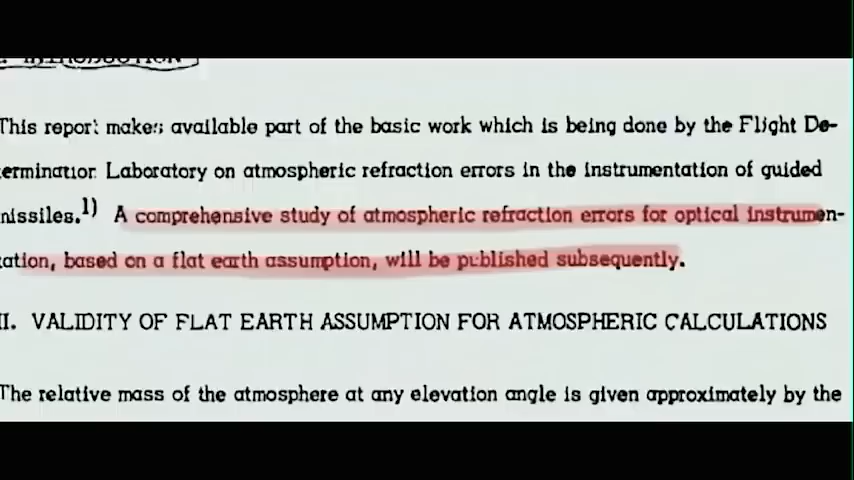 INTRODUCTION
This report makes available part of the basic work which is being done by the Flight De-
ermination Laboratory on atmospheric refraction errors in the instrumentation of guided
missiles.1) A comprehensive study of atmospheric refraction errors for optical instrumen-
tation, based on a flat earth assumption, will be published subsequently.
II. VALIDITY OF FLAT EARTH ASSUMPTION FOR ATMOSPHERIC CALCULATIONS
The relative mass of the atmosphere at any elevation angle is given approximately by the